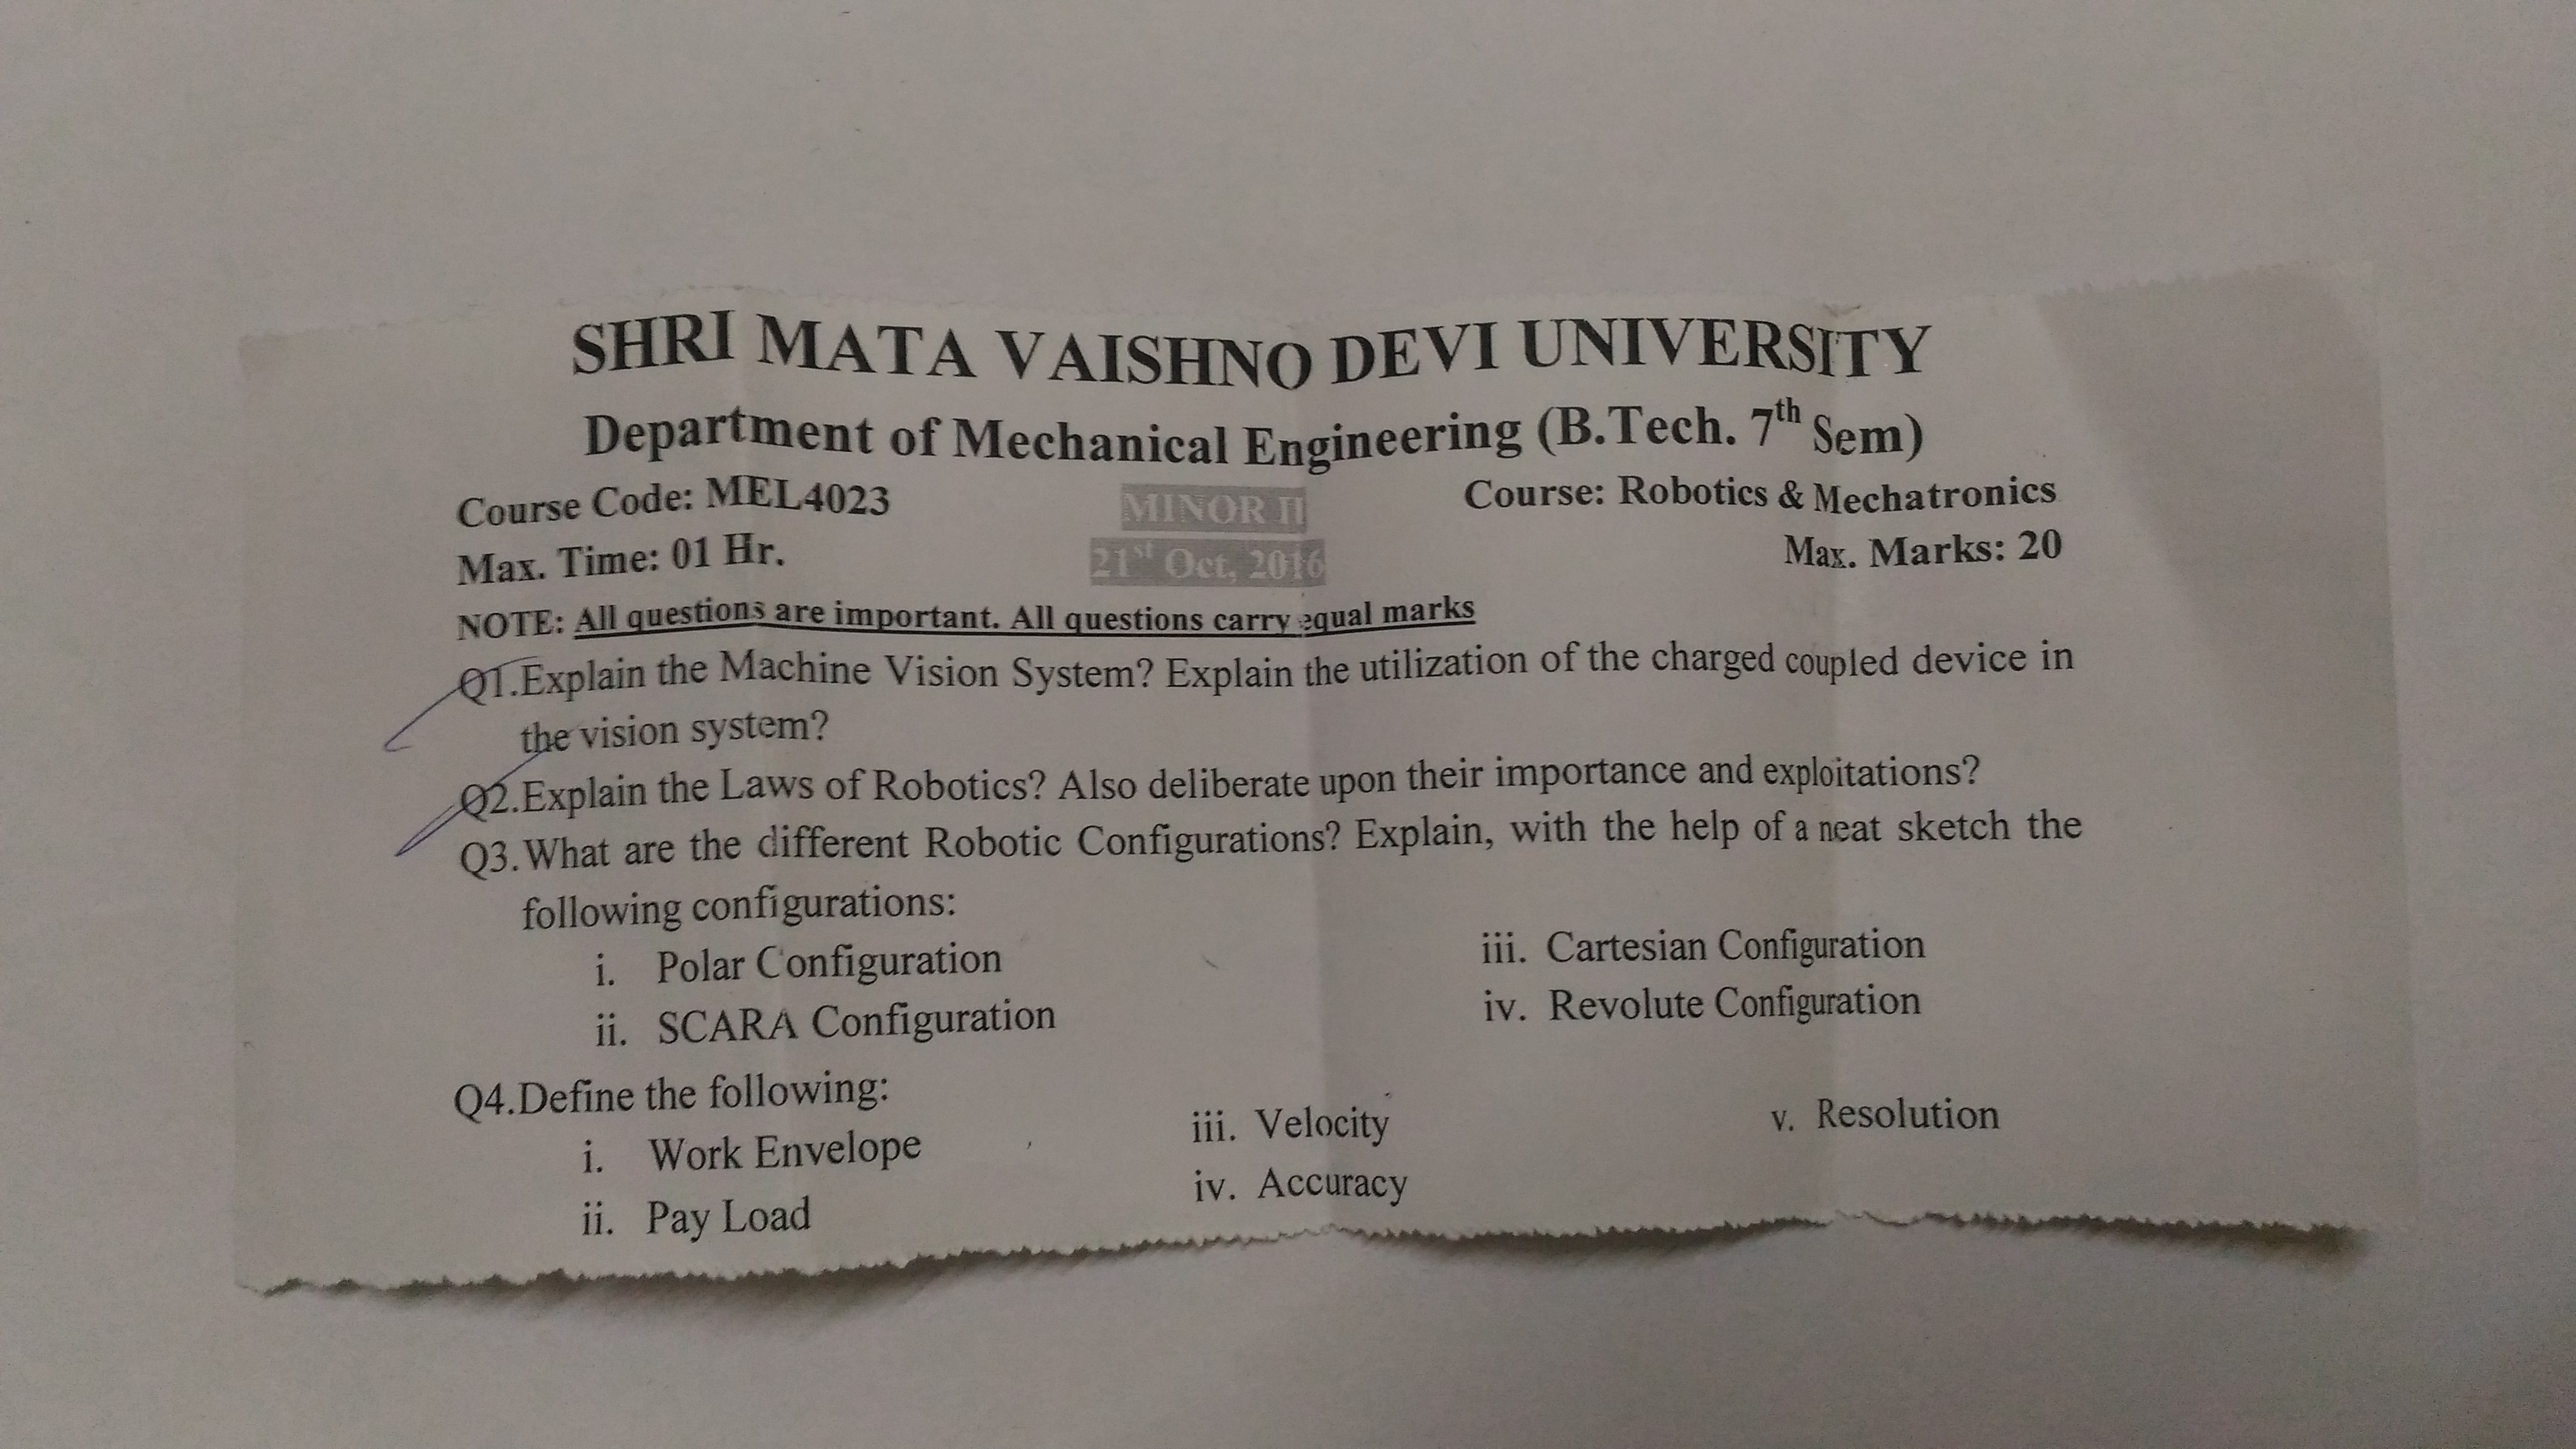 SHRI MATA VAISHNO DEVI UNIVERSITY
Department of Mechanical Engineering (B.Tech. 7th Sem)
Course Code: MEL4023 MINOR II Course: Robotics & Mechatronics
Max. Time: 01 Hr. 21st Oct, 2016 Max. Marks: 20
NOTE: All questions are important. All questions carry equal marks
Q1.Explain the Machine Vision System? Explain the utilization of the charged coupled device in
the vision system?
Q2.Explain the Laws of Robotics? Also deliberate upon their importance and exploitations?
Q3.What are the different Robotic Configurations? Explain, with the help of a neat sketch the
following configurations:
i. Polar Configuration
ii. SCARA Configuration
iii. Cartesian Configuration
iv. Revolute Configuration
Q4.Define the following:
i. Work Envelope
ii. Pay Load
iii. Velocity
iv. Accuracy
v. Resolution